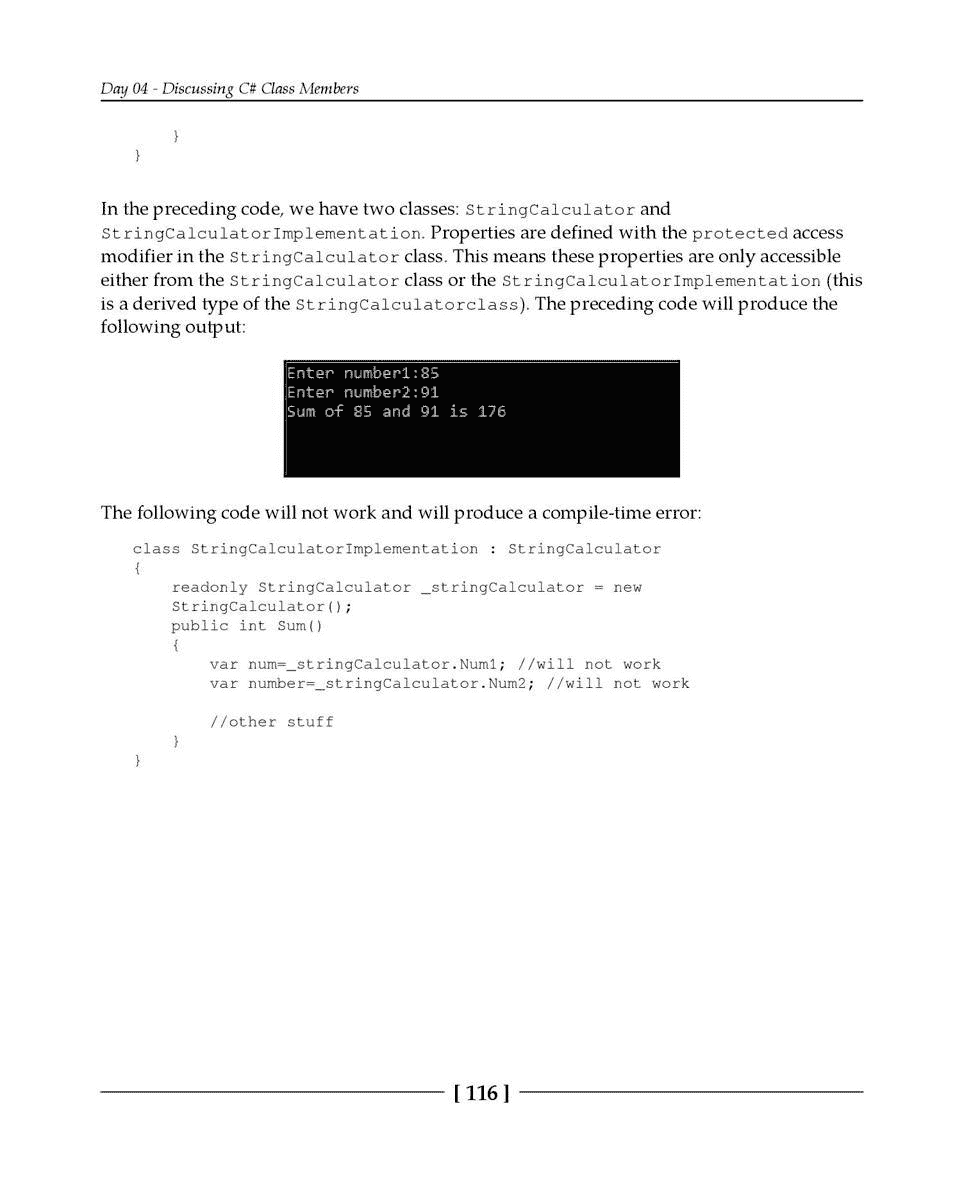 Day 04 - Discussing C# Class Members
}
}
In the preceding code, we have two classes: StringCalculator and
StringCalculatorImplementation. Properties are defined with the protected access
modifier in the StringCalculator class. This means these properties are only accessible
either from the StringCalculator class or the StringCalculatorImplementation (this
is a derived type of the StringCalculatorclass). The preceding code will produce the
following output:
Enter number1:85
Enter number2:91
Sum of 85 and 91 is 176
The following code will not work and will produce a compile-time error:
class StringCalculatorImplementation : StringCalculator
{
readonly StringCalculator _stringCalculator = new
StringCalculator();
public int Sum()
{
var num=_stringCalculator.Num1; //will not work
var number=_stringCalculator.Num2; //will not work
//other stuff
}
}
[ 116 ]